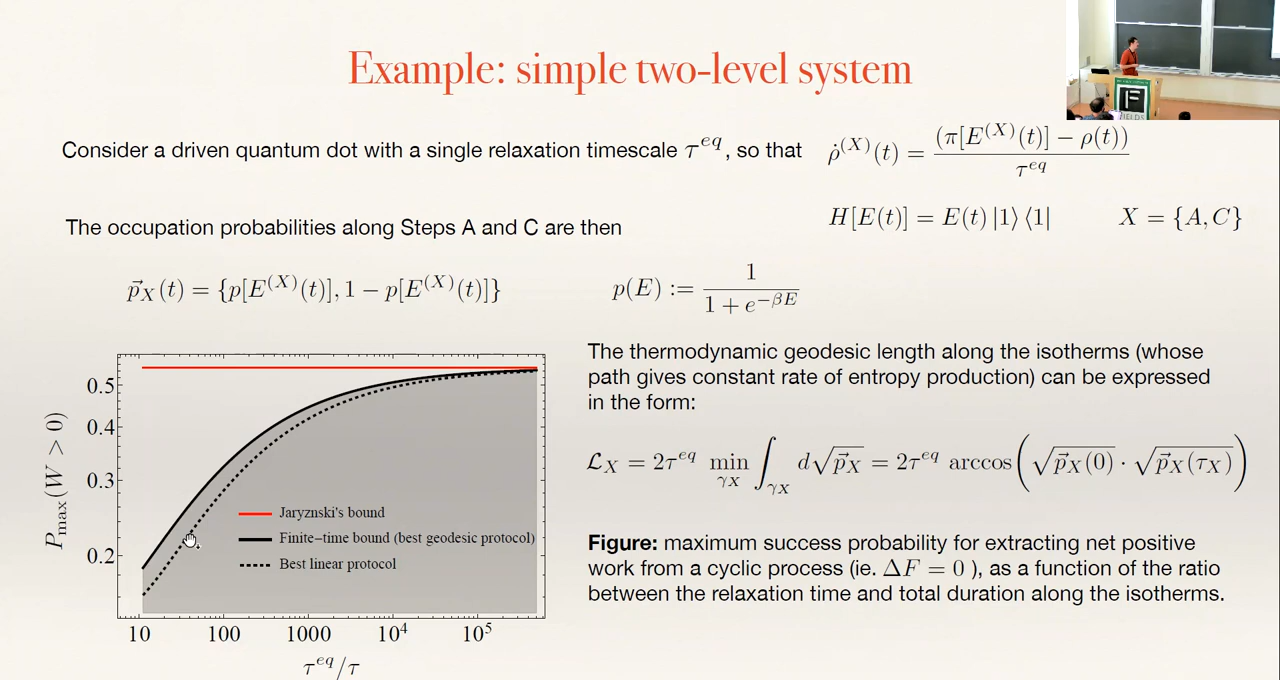 Example: simple two-level system
Consider a driven quantum dot with a single relaxation timescale τ^{eq}, so that ρ̇^{(X)}(t) = (π[E^{(X)}(t)] − ρ(t)) / τ^{eq}
H[E(t)] = E(t) |1⟩ ⟨1| X = {A, C}
The occupation probabilities along Steps A and C are then
p⃗_X(t) = {p[E^{(X)}(t)], 1 − p[E^{(X)}(t)]} p(E) := 1 / (1 + e^{−βE})
P_max(W > 0)
0.5
0.4
0.3
0.2
Jaryznski's bound
Finite−time bound (best geodesic protocol)
Best linear protocol
10 100 1000 10^4 10^5
τ^{eq}/τ
The thermodynamic geodesic length along the isotherms (whose
path gives constant rate of entropy production) can be expressed
in the form:
ℒ_X = 2τ^{eq} min_{γ_X} ∫_{γ_X} d√p⃗_X = 2τ^{eq} arccos(√p⃗_X(0) · √p⃗_X(τ_X))
Figure: maximum success probability for extracting net positive
work from a cyclic process (ie. ΔF = 0 ), as a function of the ratio
between the relaxation time and total duration along the isotherms.
FIELDS